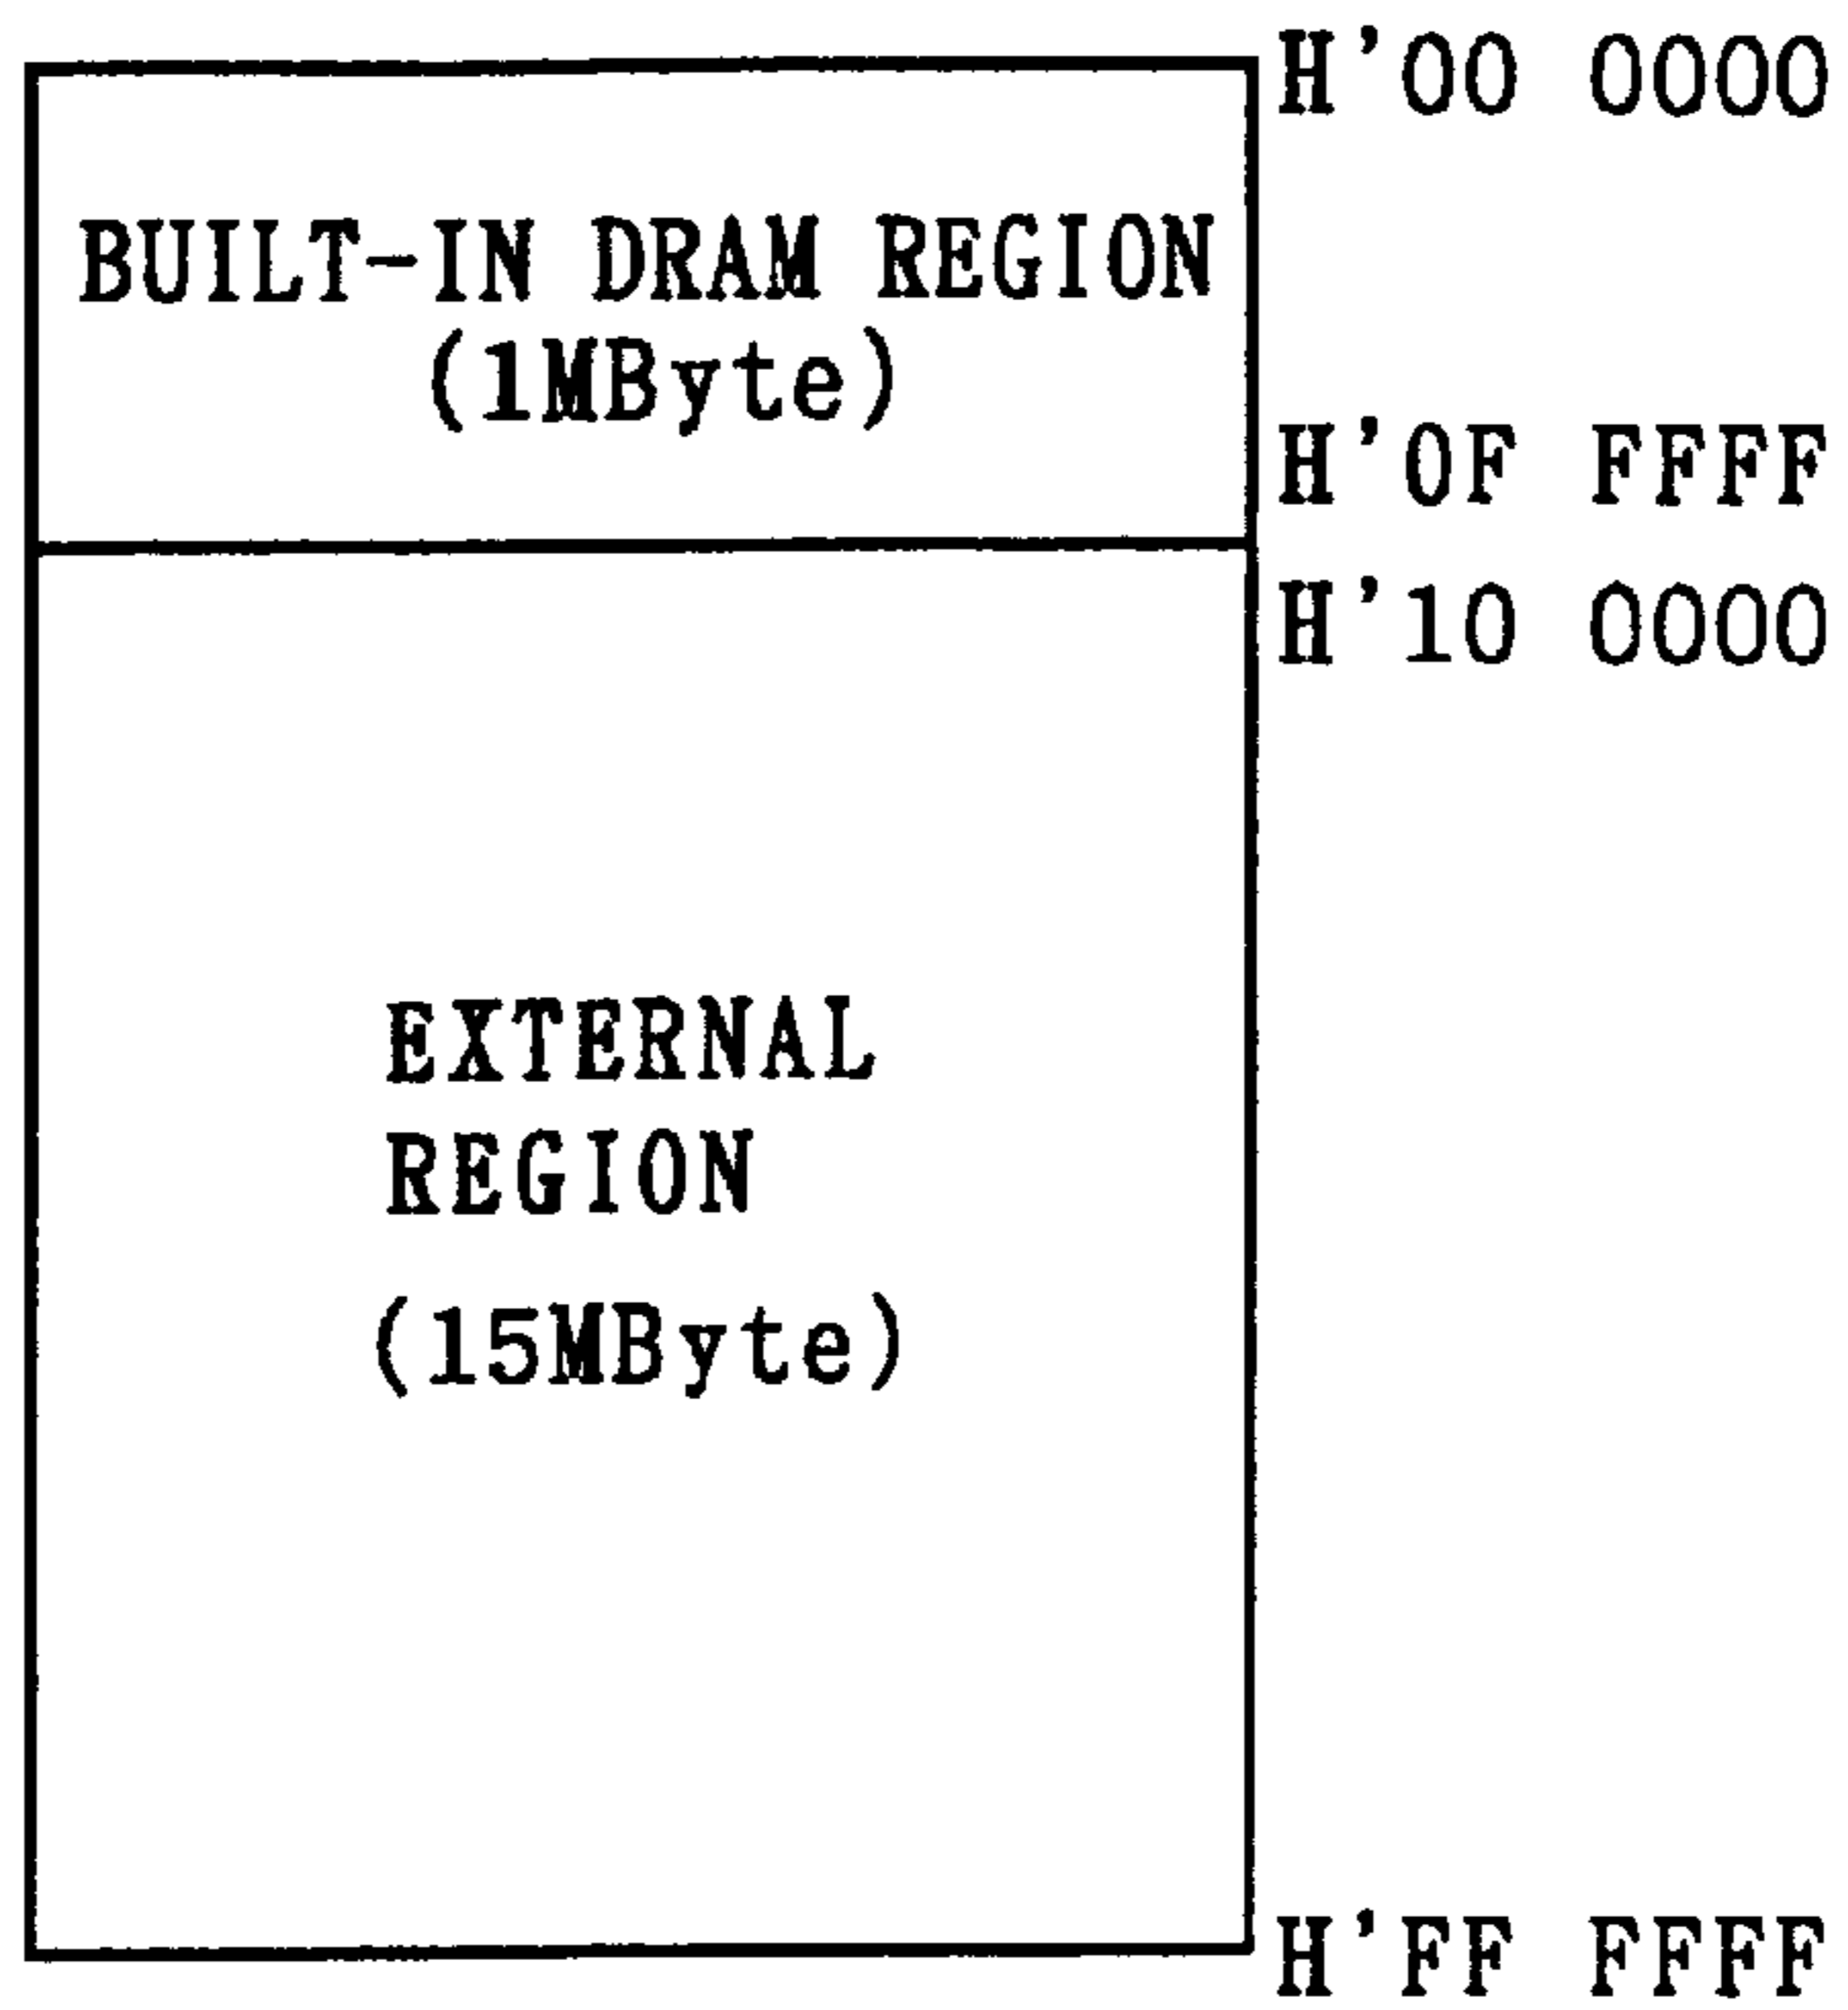 H'00 0000
BUILT-IN DRAM REGION
(1MByte)
H'0F FFFF
H'10 0000
EXTERNAL
REGION
(15MByte)
H'FF FFFF